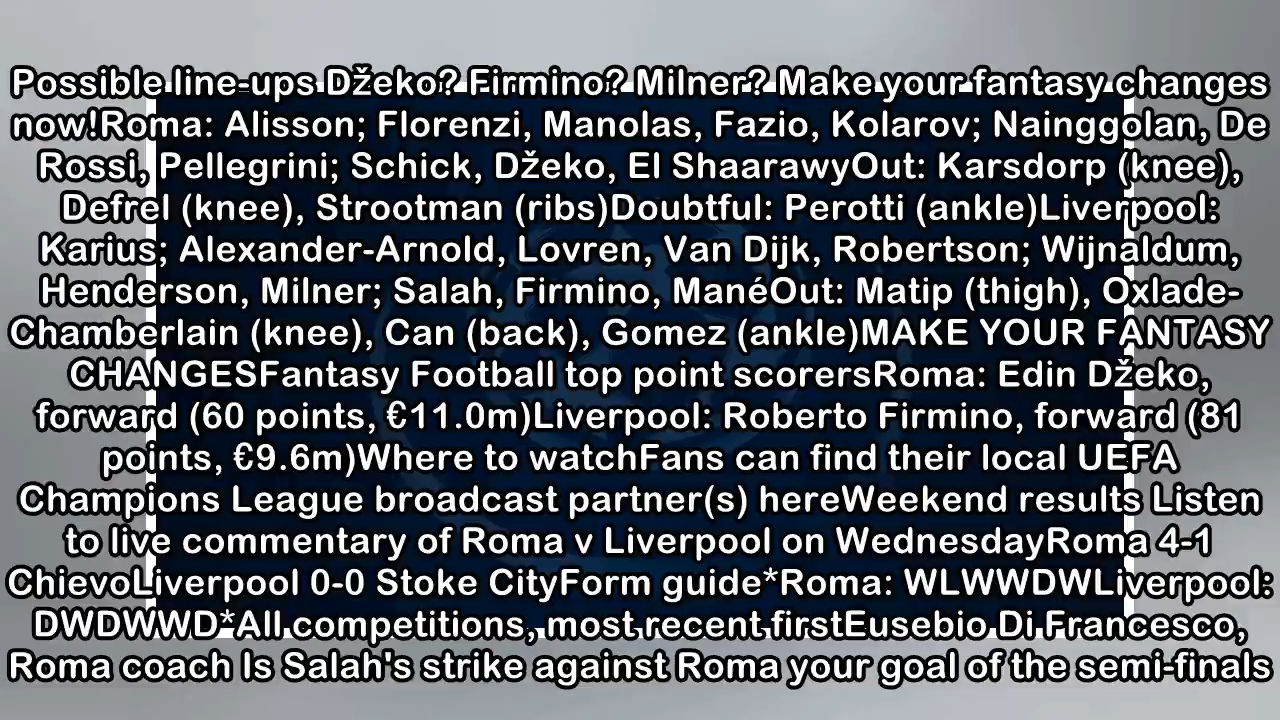 Possible line-ups Džeko? Firmino? Milner? Make your fantasy changes
now!Roma: Alisson; Florenzi, Manolas, Fazio, Kolarov; Nainggolan, De
Rossi, Pellegrini; Schick, Džeko, El ShaarawyOut: Karsdorp (knee),
Defrel (knee), Strootman (ribs)Doubtful: Perotti (ankle)Liverpool:
Karius; Alexander-Arnold, Lovren, Van Dijk, Robertson; Wijnaldum,
Henderson, Milner; Salah, Firmino, ManéOut: Matip (thigh), Oxlade-
Chamberlain (knee), Can (back), Gomez (ankle)MAKE YOUR FANTASY
CHANGESFantasy Football top point scorersRoma: Edin Džeko,
forward (60 points, €11.0m)Liverpool: Roberto Firmino, forward (81
points, €9.6m)Where to watchFans can find their local UEFA
Champions League broadcast partner(s) hereWeekend results Listen
to live commentary of Roma v Liverpool on WednesdayRoma 4-1
ChievoLiverpool 0-0 Stoke CityForm guide*Roma: WLWWDWLiverpool:
DWDWWD*All competitions, most recent firstEusebio Di Francesco,
Roma coach Is Salah's strike against Roma your goal of the semi-finals